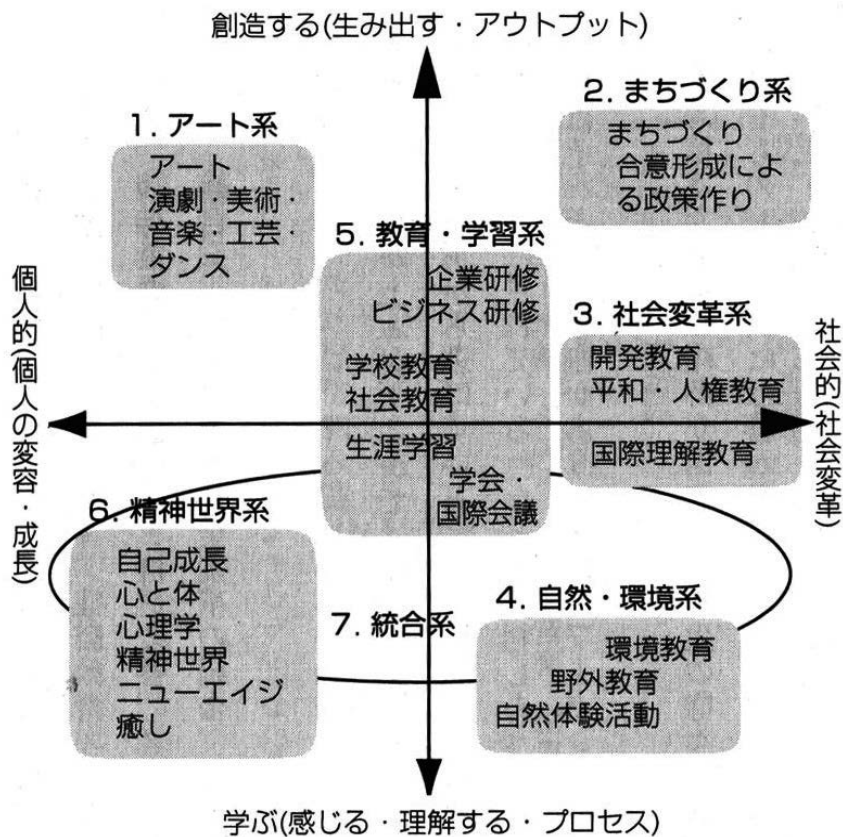 創造する(生み出す・アウトプット)
1. アート系
アート
演劇・美術・
音楽・工芸・
ダンス
2. まちづくり系
まちづくり
合意形成によ
る政策作り
5. 教育・学習系
企業研修
ビジネス研修
学校教育
社会教育
生涯学習
学会・
国際会議
3. 社会変革系
開発教育
平和・人権教育
国際理解教育
個人的(個人の変容・成長)
社会的(社会変革)
6. 精神世界系
自己成長
心と体
心理学
精神世界
ニューエイジ
癒し
7. 統合系
4. 自然・環境系
環境教育
野外教育
自然体験活動
学ぶ(感じる・理解する・プロセス)